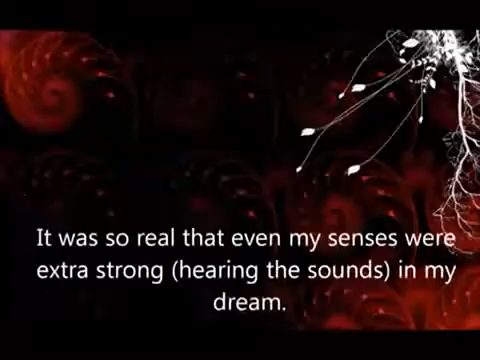 It was so real that even my senses were
extra strong (hearing the sounds) in my
dream.